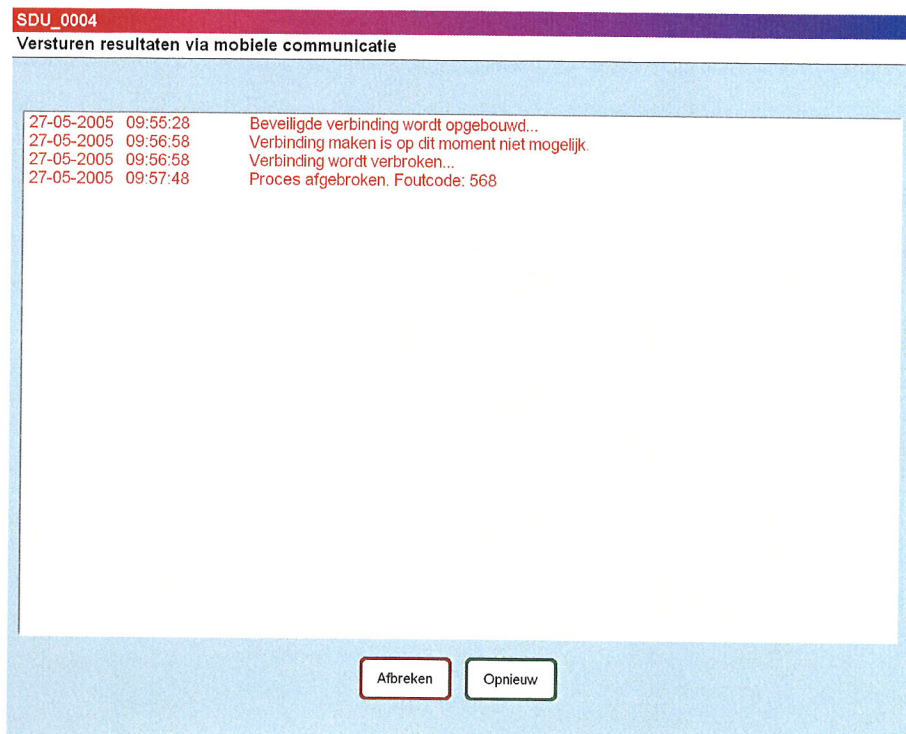 SDU_0004
Versturen resultaten via mobiele communicatie
27-05-2005 09:55:28 Beveiligde verbinding wordt opgebouwd...
27-05-2005 09:56:58 Verbinding maken is op dit moment niet mogelijk.
27-05-2005 09:56:58 Verbinding wordt verbroken...
27-05-2005 09:57:48 Proces afgebroken. Foutcode: 568
Afbreken Opnieuw